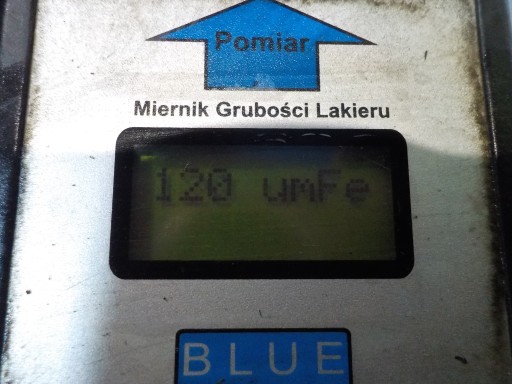 Pomiar
Miernik Grubości Lakieru
120 umFe
BLUE